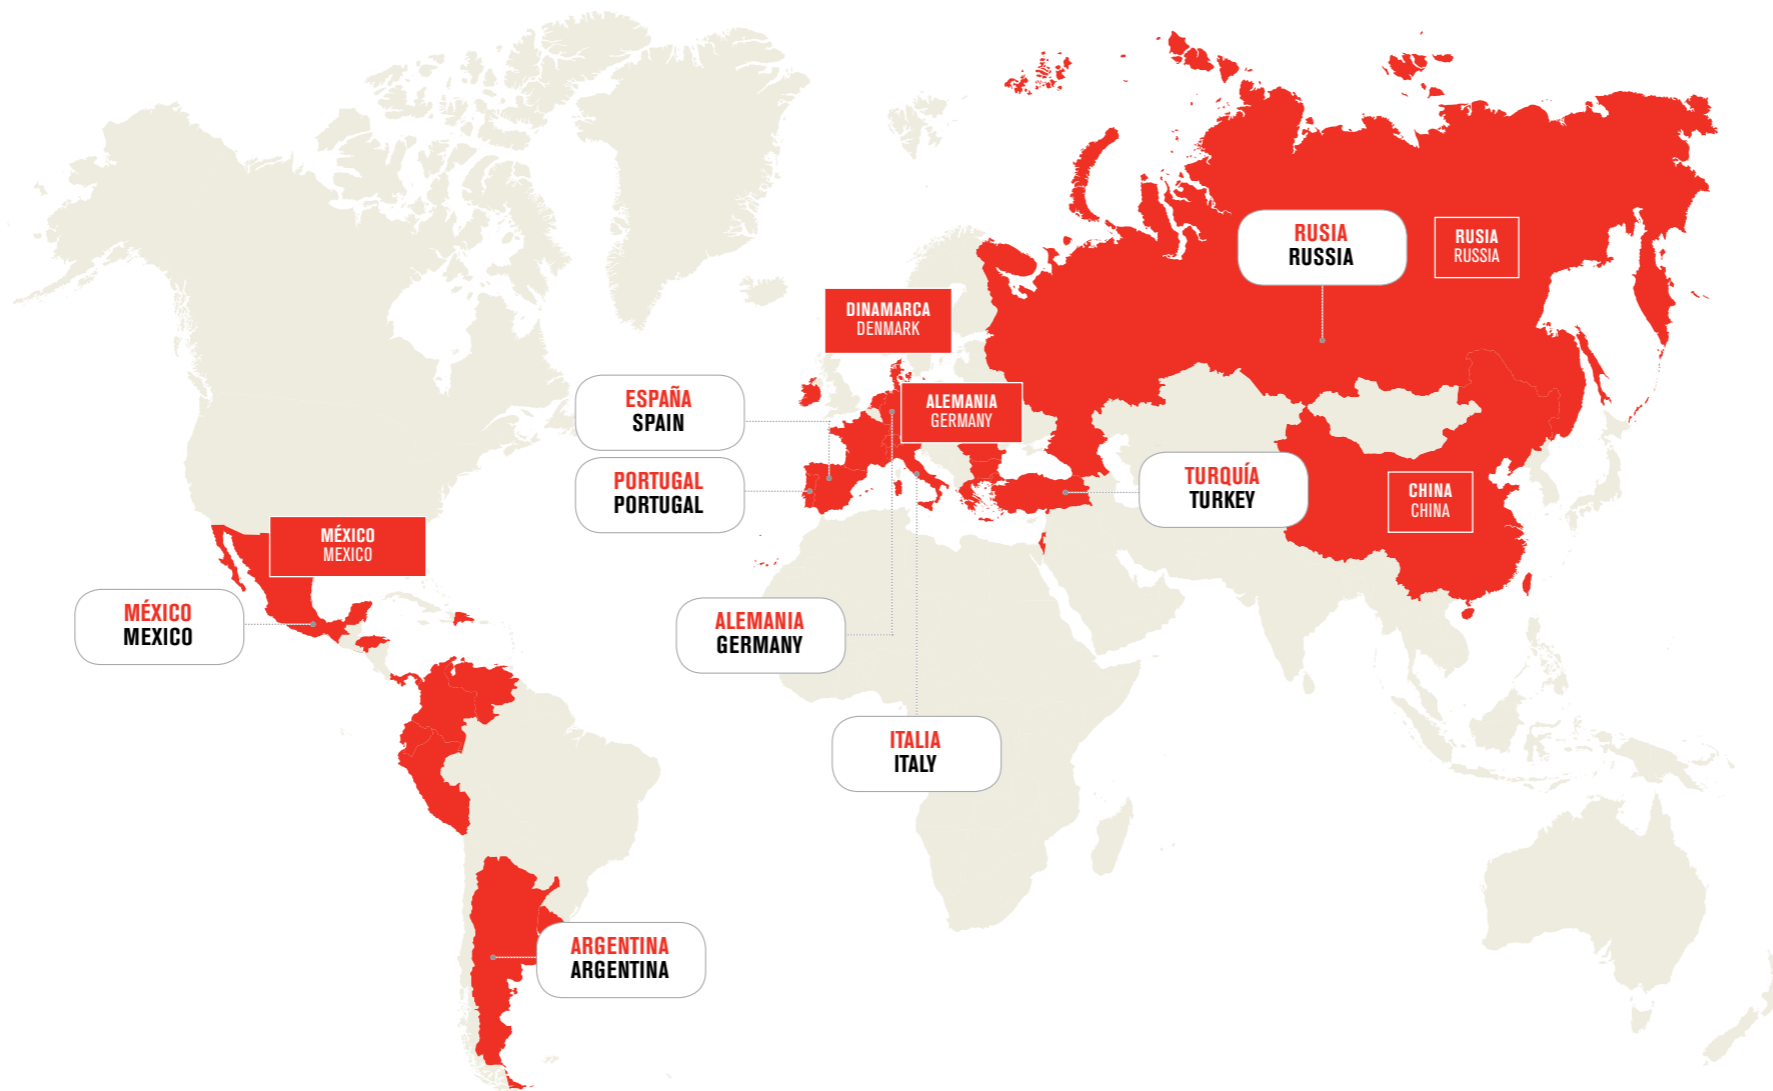 RUSIA
RUSSIA
RUSIA
RUSSIA
DINAMARCA
DENMARK
ESPAÑA
SPAIN
ALEMANIA
GERMANY
PORTUGAL
PORTUGAL
TURQUÍA
TURKEY
CHINA
CHINA
MÉXICO
MEXICO
MÉXICO
MEXICO
ALEMANIA
GERMANY
ITALIA
ITALY
ARGENTINA
ARGENTINA